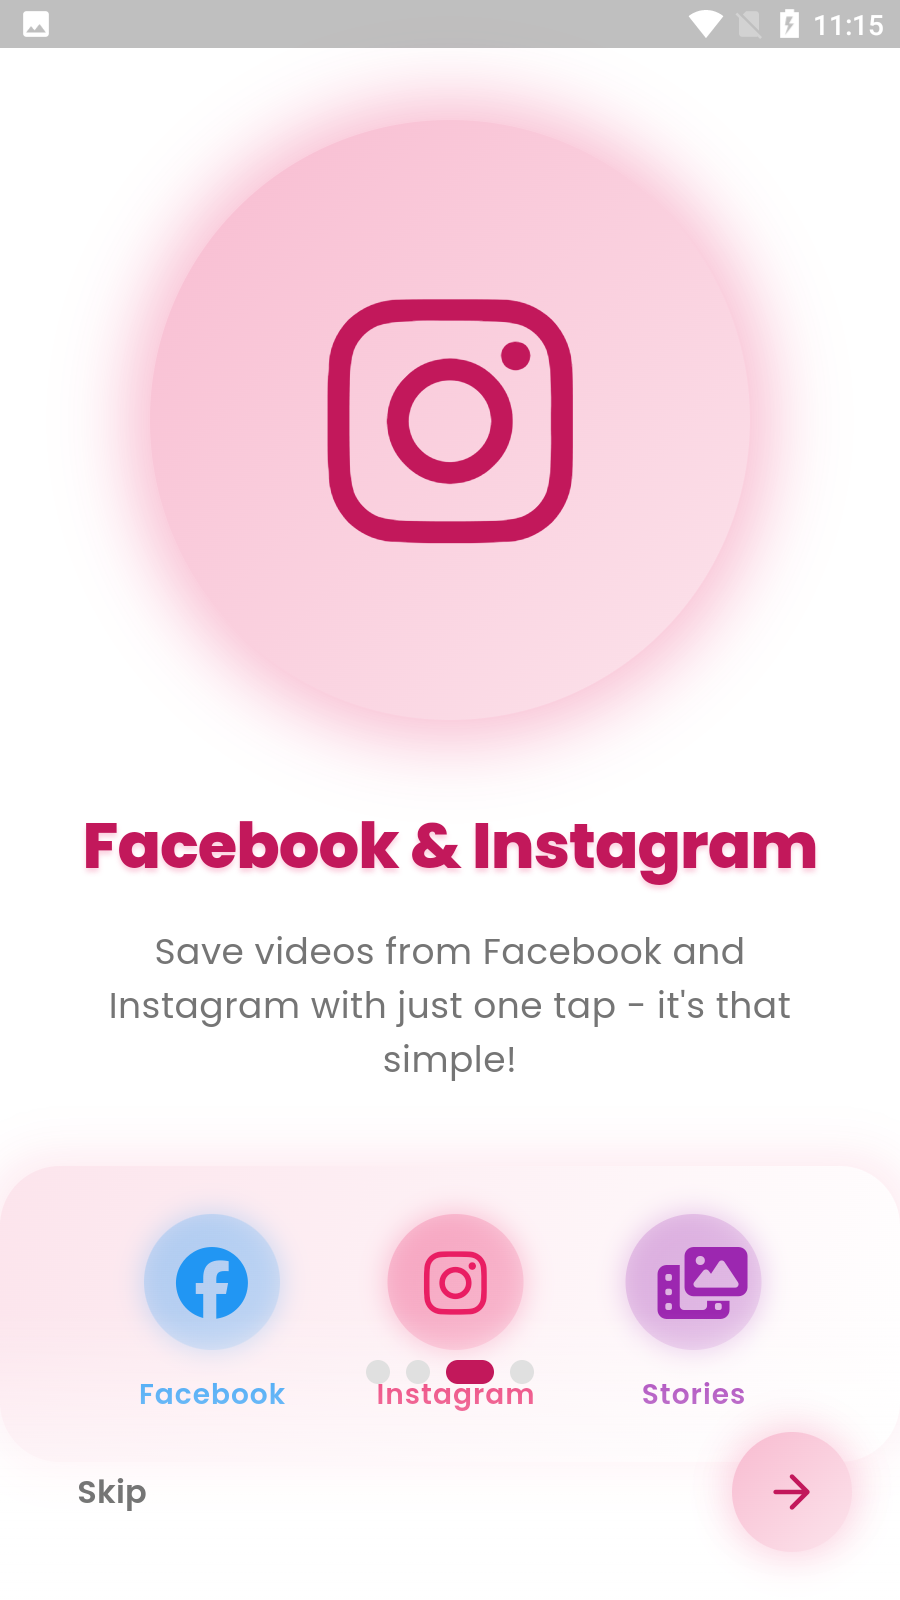 11:15
Facebook & Instagram
Save videos from Facebook and
Instagram with just one tap - it's that
simple!
Facebook
Instagram
Stories
Skip